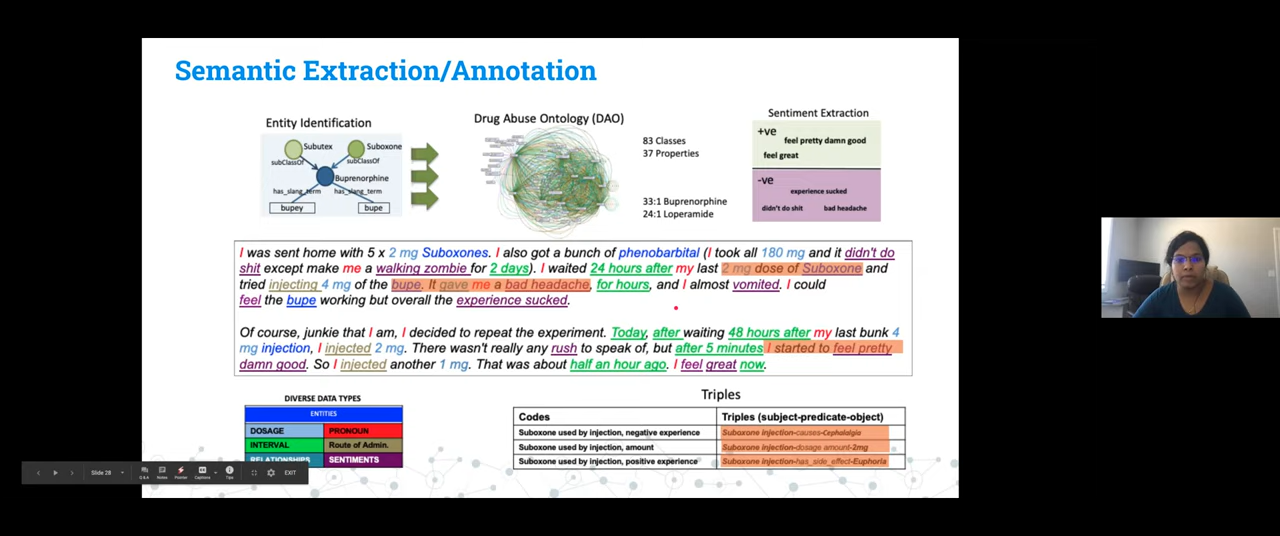 Semantic Extraction/Annotation
Entity Identification
Subutex
Suboxone
subClassOf
subClassOf
Buprenorphine
has_slang_term
has_slang_term
bupey
bupe
Drug Abuse Ontology (DAO)
83 Classes
37 Properties
33:1 Buprenorphine
24:1 Loperamide
Sentiment Extraction
+ve
feel pretty damn good
feel great
-ve
experience sucked
didn't do shit
bad headache
I was sent home with 5 x 2 mg Suboxones. I also got a bunch of phenobarbital (I took all 180 mg and it didn't do
shit except make me a walking zombie for 2 days). I waited 24 hours after my last 2 mg dose of Suboxone and
tried injecting 4 mg of the bupe. It gave me a bad headache, for hours, and I almost vomited. I could
feel the bupe working but overall the experience sucked.
Of course, junkie that I am, I decided to repeat the experiment. Today, after waiting 48 hours after my last bunk 4
mg injection, I injected 2 mg. There wasn't really any rush to speak of, but after 5 minutes I started to feel pretty
damn good. So I injected another 1 mg. That was about half an hour ago. I feel great now.
DIVERSE DATA TYPES
ENTITIES
DOSAGE
PRONOUN
INTERVAL
Route of Admin.
RELATIONSHIPS
SENTIMENTS
Triples
Codes
Triples (subject-predicate-object)
Suboxone used by injection, negative experience
Suboxone injection-causes-Cephalalgia
Suboxone used by injection, amount
Suboxone injection-dosage amount-2mg
Suboxone used by injection, positive experience
Suboxone injection-has_side_effect-Euphoria
Slide 28
Q & A
Notes
Pointer
Captions
Tips
EXIT